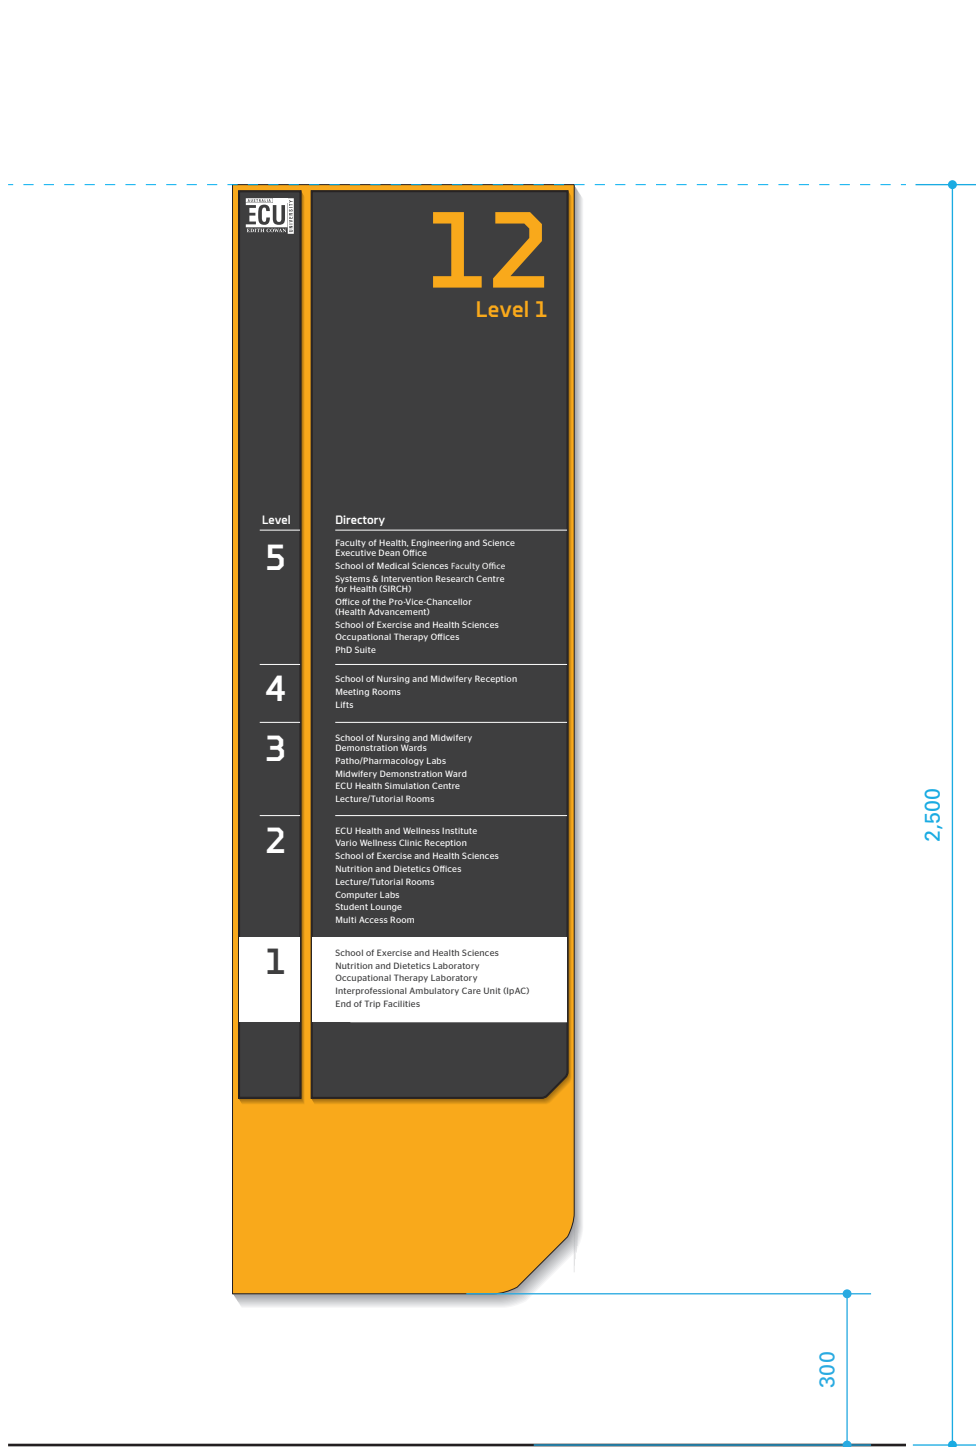 AUSTRALIA
ECU
EDITH COWAN
UNIVERSITY
12
Level 1
Level
Directory
5
Faculty of Health, Engineering and Science
Executive Dean Office
School of Medical Sciences Faculty Office
Systems & Intervention Research Centre
for Health (SIRCH)
Office of the Pro-Vice-Chancellor
(Health Advancement)
School of Exercise and Health Sciences
Occupational Therapy Offices
PhD Suite
4
School of Nursing and Midwifery Reception
Meeting Rooms
Lifts
3
School of Nursing and Midwifery
Demonstration Wards
Patho/Pharmacology Labs
Midwifery Demonstration Ward
ECU Health Simulation Centre
Lecture/Tutorial Rooms
2
ECU Health and Wellness Institute
Vario Wellness Clinic Reception
School of Exercise and Health Sciences
Nutrition and Dietetics Offices
Lecture/Tutorial Rooms
Computer Labs
Student Lounge
Multi Access Room
1
School of Exercise and Health Sciences
Nutrition and Dietetics Laboratory
Occupational Therapy Laboratory
Interprofessional Ambulatory Care Unit (IpAC)
End of Trip Facilities
2,500
300